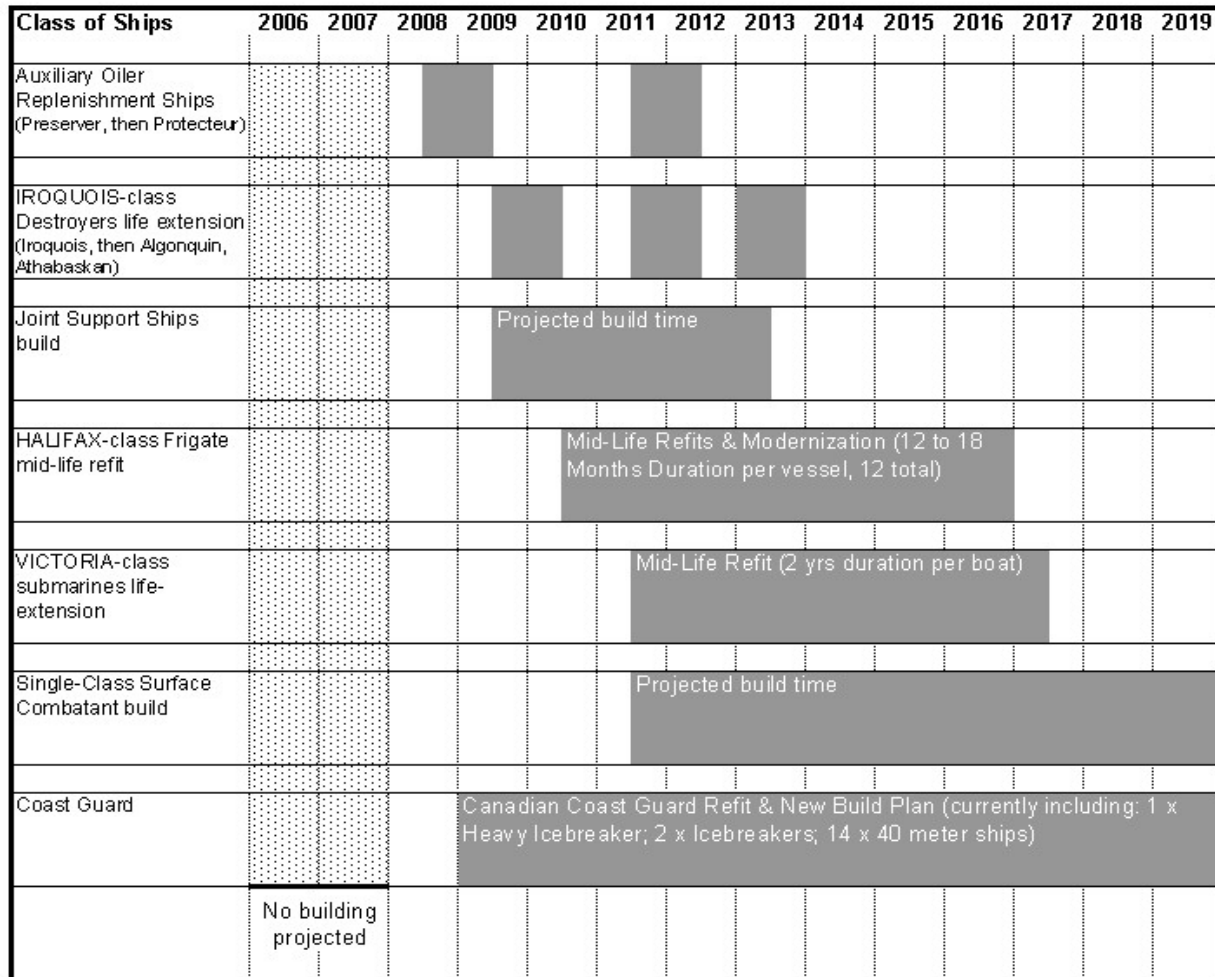 Class of Ships 2006 2007 2008 2009 2010 2011 2012 2013 2014 2015 2016 2017 2018 2019
Auxiliary Oiler
Replenishment Ships
(Preserver, then Protecteur)
IROQUOIS-class
Destroyers life extension
(Iroquois, then Algonquin,
Athabaskan)
Joint Support Ships
build
Projected build time
HALIFAX-class Frigate
mid-life refit
Mid-Life Refits & Modernization (12 to 18
Months Duration per vessel, 12 total)
VICTORIA-class
submarines life-
extension
Mid-Life Refit (2 yrs duration per boat)
Single-Class Surface
Combatant build
Projected build time
Coast Guard
Canadian Coast Guard Refit & New Build Plan (currently including: 1 x
Heavy Icebreaker; 2 x Icebreakers; 14 x 40 meter ships)
No building
projected